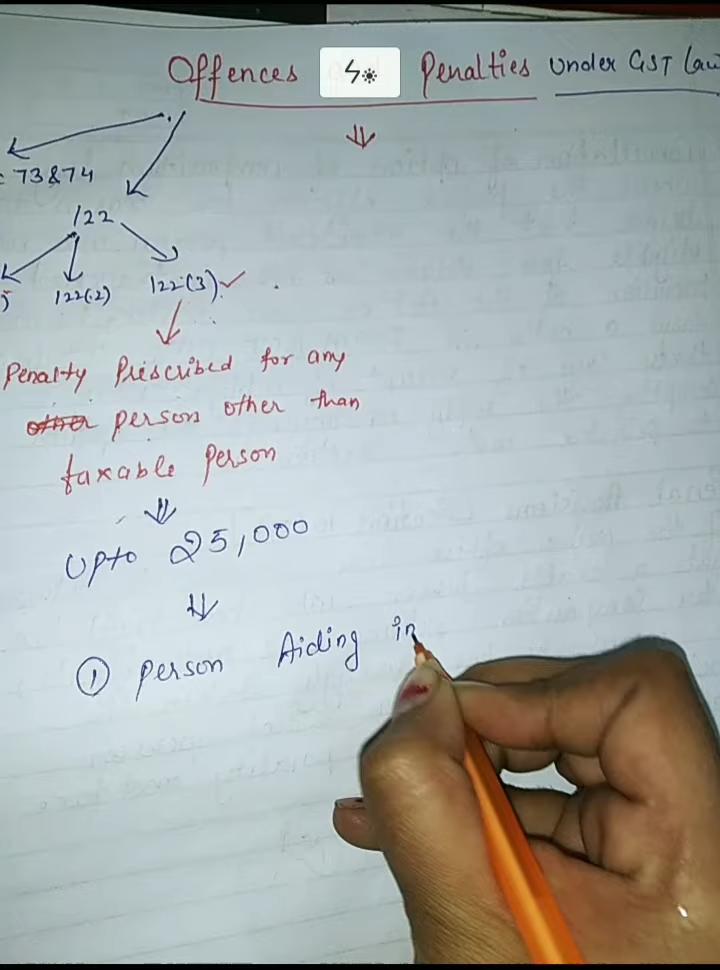 Offences Penalties Under GST Law
73&74
122
122(2) 122(3)
Penalty Prescribed for any
other person other than
taxable Person
Upto 25,000
① person Aiding in